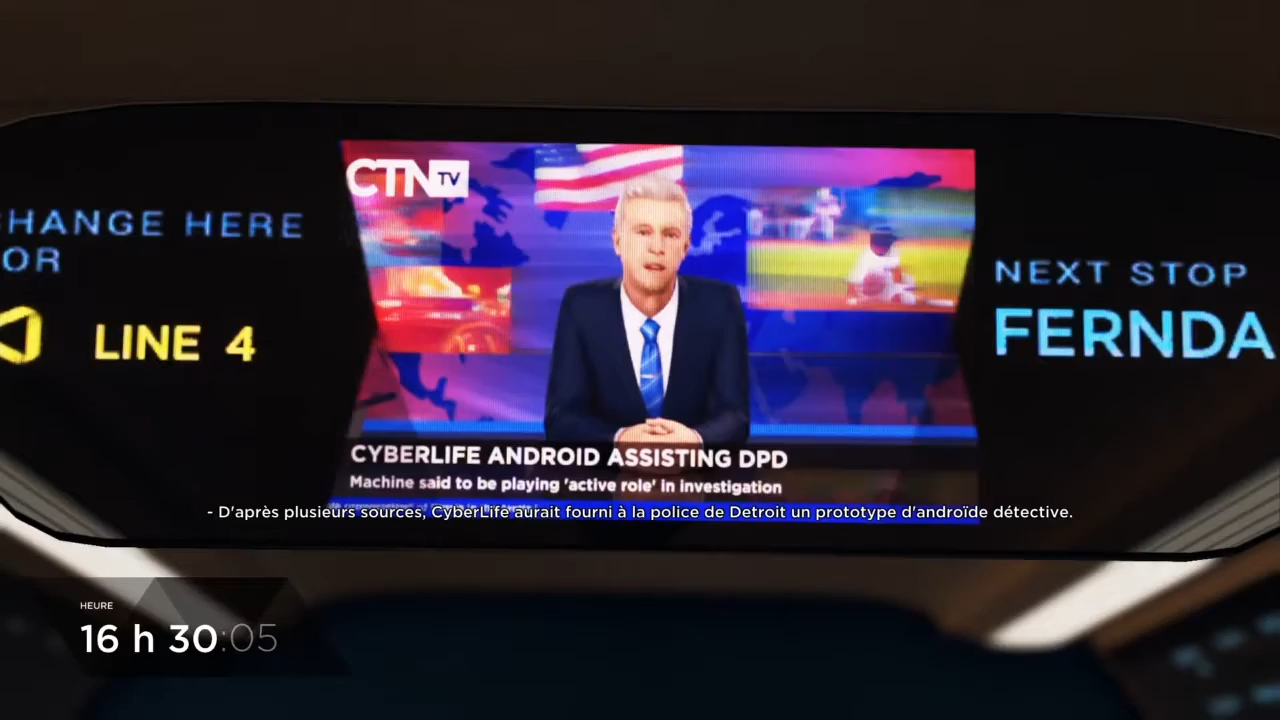 CHANGE HERE
OR
LINE 4
CTN TV
NEXT STOP
FERNDA
CYBERLIFE ANDROID ASSISTING DPD
Machine said to be playing 'active role' in investigation
- D'après plusieurs sources, CyberLife aurait fourni à la police de Detroit un prototype d'androïde détective.
HEURE
16 h 30:05